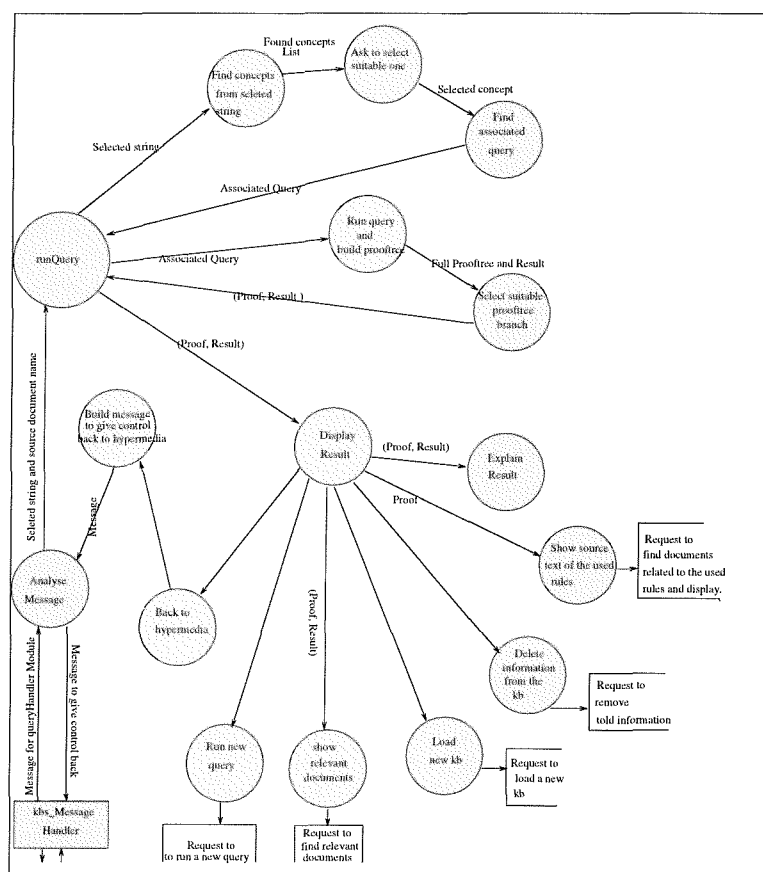 Found concepts
List
Ask to select
suitable one
Find concepts
from seleted
string
Selected concept
Find
associated
query
Selected string
Associated Query
Run query
and
build prooftree
runQuery
Associated Query
Full Prooftree and Result
(Proof, Result )
Select suitable
prooftree
branch
(Proof, Result)
Seleted string and source document name
Build message
to give control
back to hypermedia
Display
Result
(Proof, Result)
Explain
Result
Proof
Message
Show source
text of the used
rules
Request to
find documents
related to the used
rules and display.
Analyse
Message
Back to
hypermedia
(Proof, Result)
Delete
information
from the
kb
Request to
remove
told information
Message for queryHandler Module
Message to give control
back
Run new
query
show
relevant
documents
Load
new kb
Request to
load a new
kb
kbs_Message
Handler
Request to
to run a new query
Request to
find relevant
documents